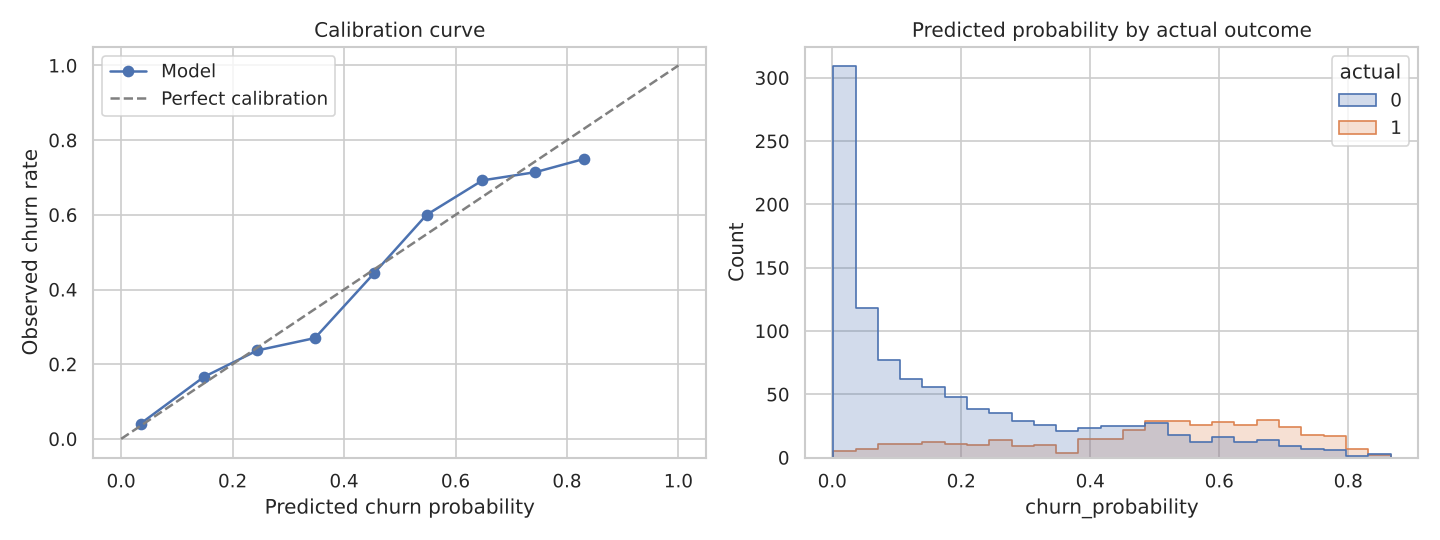 Calibration curve
1.0
0.8
0.6
0.4
0.2
0.0
Observed churn rate
Model
Perfect calibration
0.0 0.2 0.4 0.6 0.8 1.0
Predicted churn probability
Predicted probability by actual outcome
300
250
200
150
100
50
0
Count
actual
0
1
0.0 0.2 0.4 0.6 0.8
churn_probability